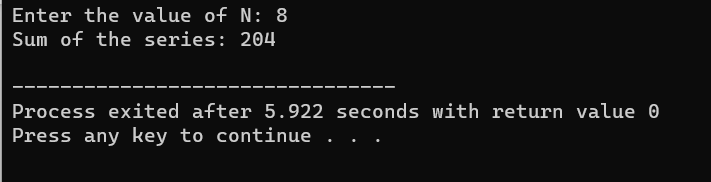 Enter the value of N: 8
Sum of the series: 204
--------------------------------
Process exited after 5.922 seconds with return value 0
Press any key to continue . . .